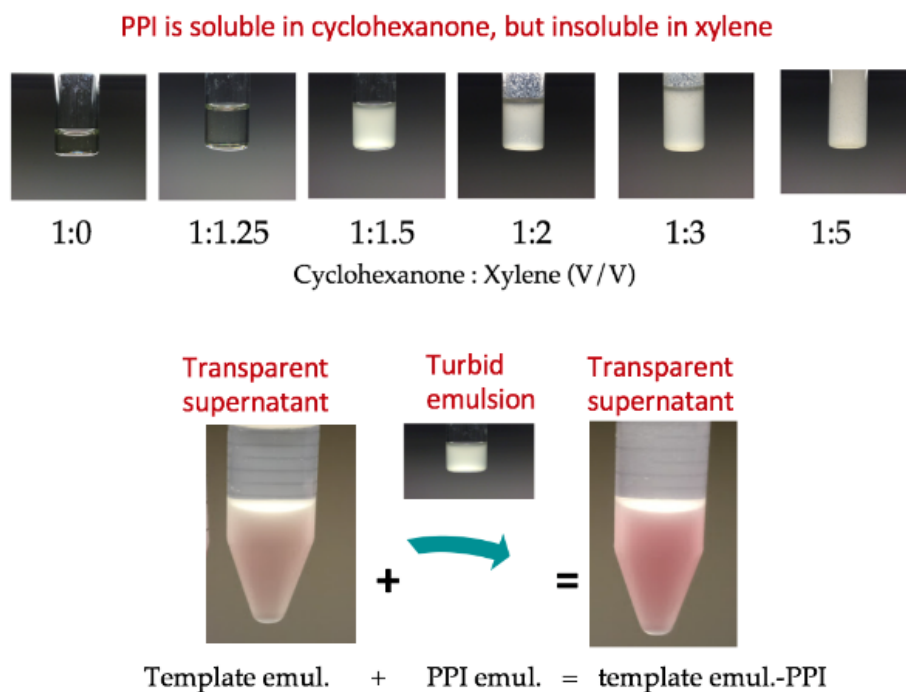 PPI is soluble in cyclohexanone, but insoluble in xylene
1:0 1:1.25 1:1.5 1:2 1:3 1:5
Cyclohexanone : Xylene (V/V)
Transparent supernatant
Turbid emulsion
Transparent supernatant
+ =
Template emul. + PPI emul. = template emul.-PPI